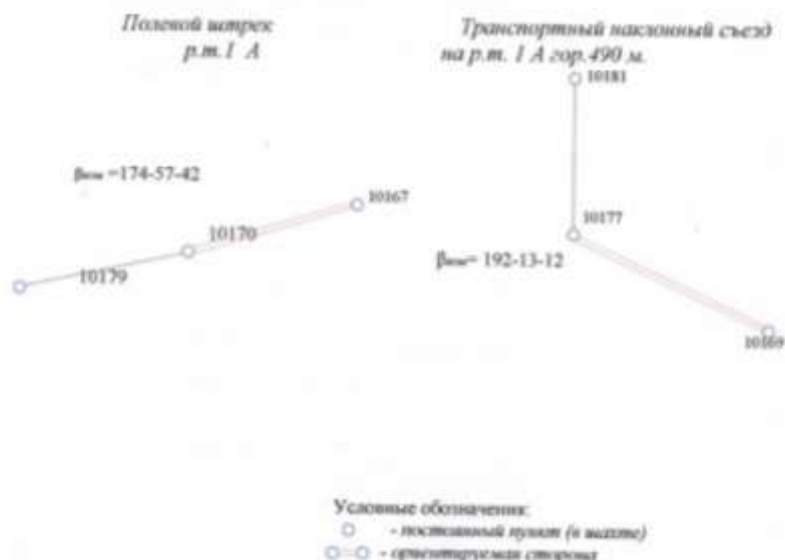 Полевой штрек
р.т.1 А
Транспортный наклонный съезд
на р.т. 1 А гор.490 м.
10181
βизм =174-57-42
10167
10170
10179
10177
βизм= 192-13-12
10169
Условные обозначения:
- постоянный пункт (в шахте)
- ориентируемая сторона